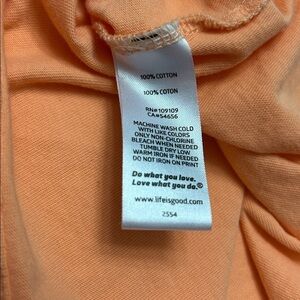 100% COTTON
100% COTON
RN#109109
CA#54656
MACHINE WASH COLD
WITH LIKE COLORS
ONLY NON-CHLORINE
BLEACH WHEN NEEDED
TUMBLE DRY LOW
WARM IRON IF NEEDED
DO NOT IRON ON PRINT
Do what you love.
Love what you do.®
www.lifeisgood.com
2554